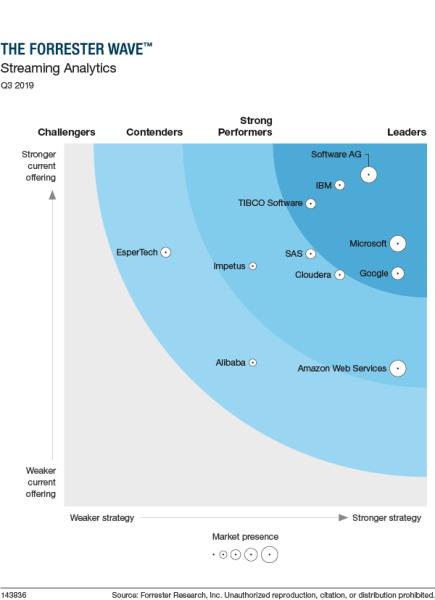 THE FORRESTER WAVE™
Streaming Analytics
Q3 2019
Challengers
Contenders
Strong
Performers
Leaders
Stronger
current
offering
Software AG
IBM
TIBCO Software
Microsoft
EsperTech
SAS
Impetus
Cloudera
Google
Alibaba
Amazon Web Services
Weaker
current
offering
Weaker strategy
Stronger strategy
Market presence
143936
Source: Forrester Research, Inc. Unauthorized reproduction, citation, or distribution prohibited.